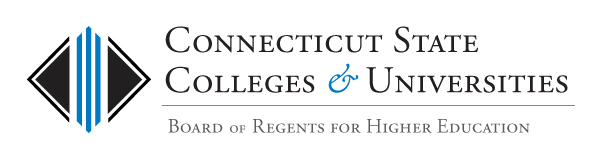 Connecticut State
Colleges & Universities
Board of Regents for Higher Education